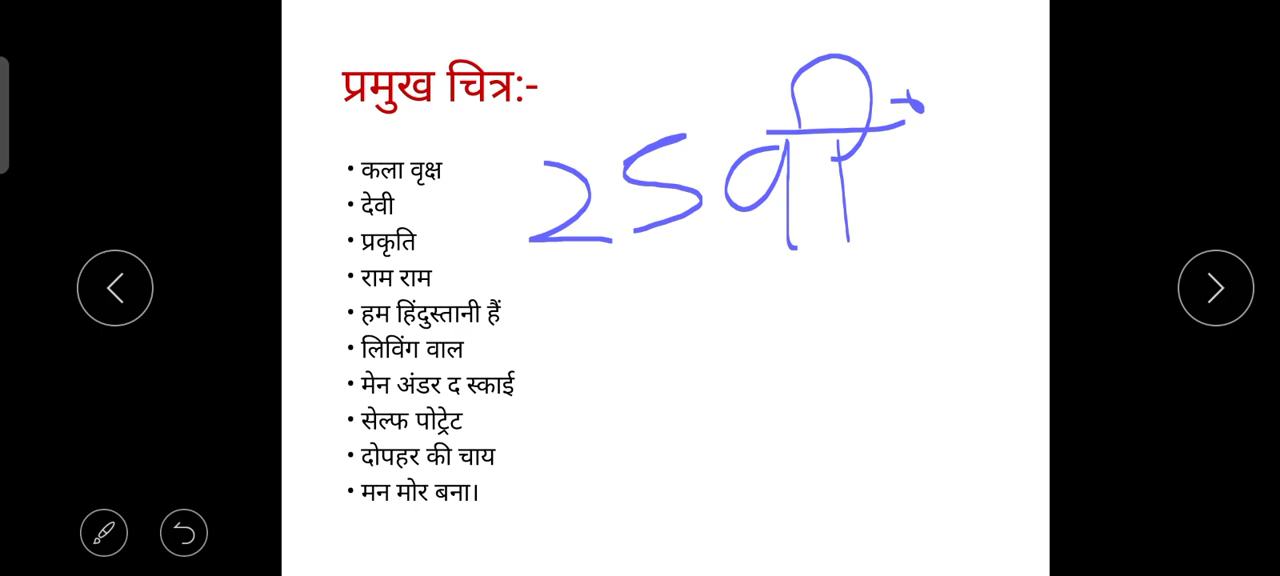 प्रमुख चित्र:-
25वीं
• कला वृक्ष
• देवी
• प्रकृति
• राम राम
• हम हिंदुस्तानी हैं
• लिविंग वाल
• मेन अंडर द स्काई
• सेल्फ पोट्रेट
• दोपहर की चाय
• मन मोर बना।